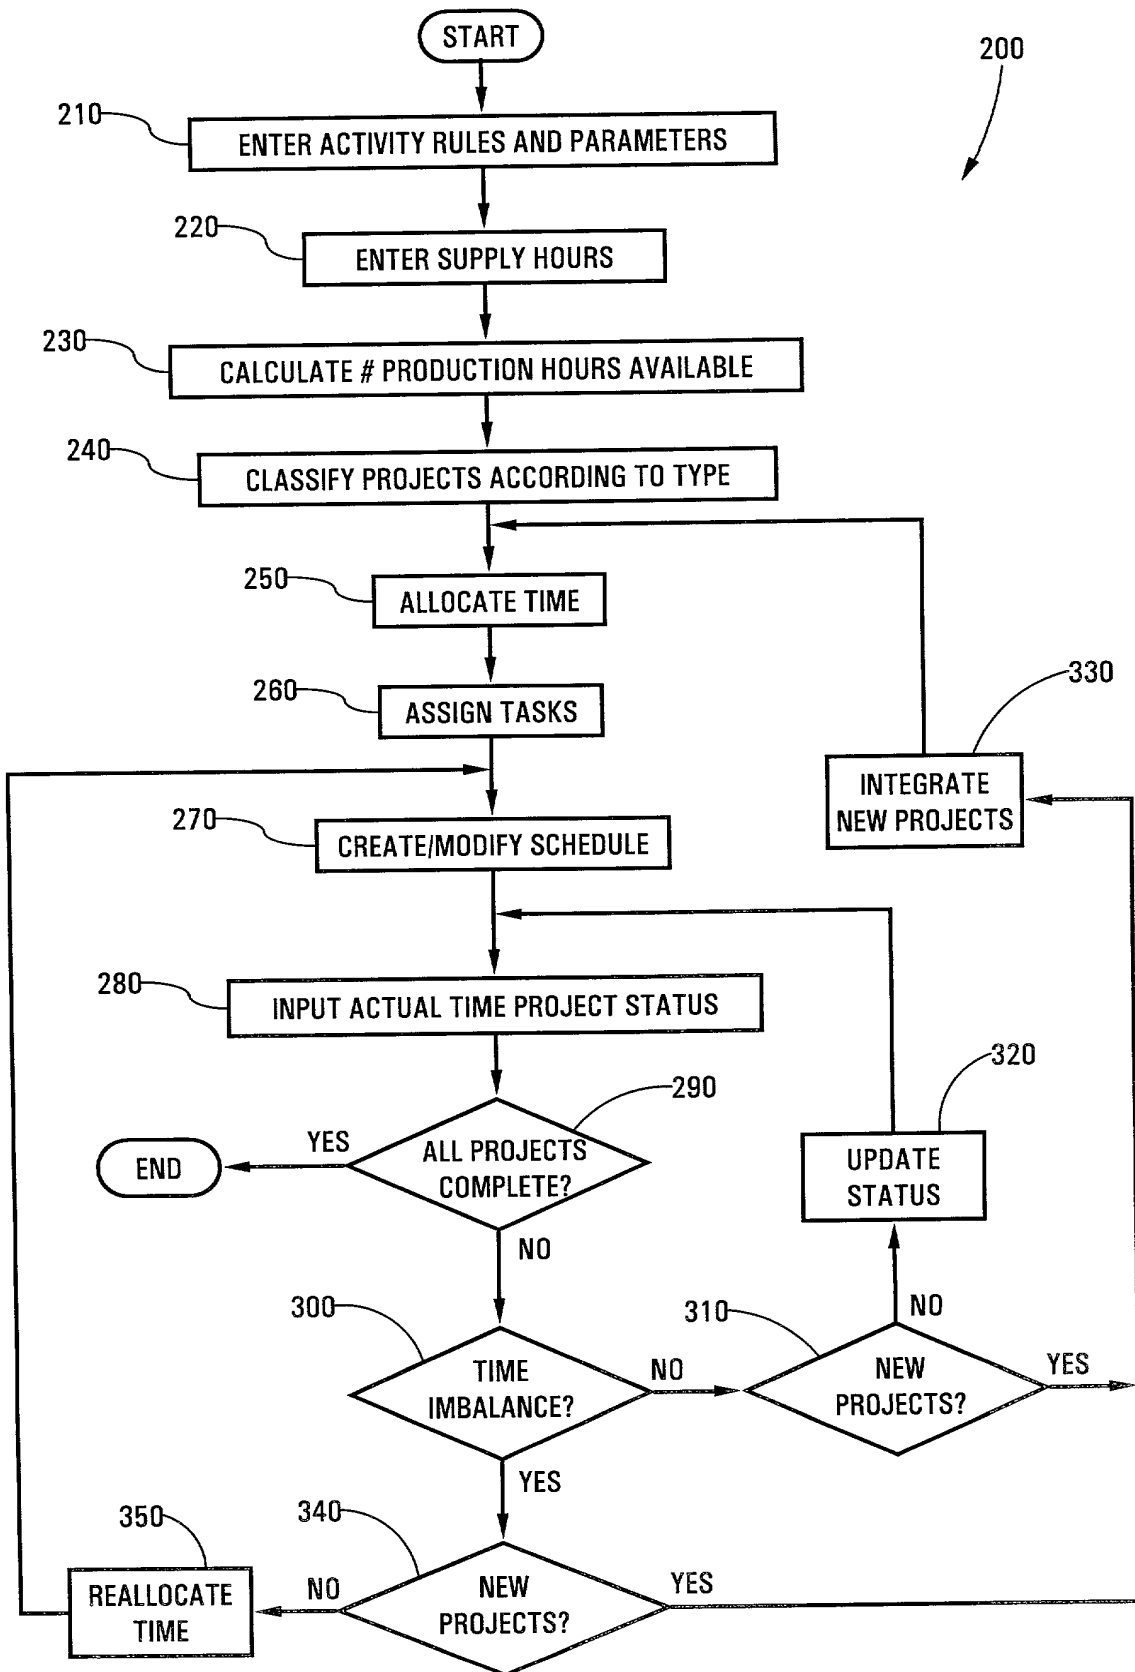 START
200
210
ENTER ACTIVITY RULES AND PARAMETERS
220
ENTER SUPPLY HOURS
230
CALCULATE # PRODUCTION HOURS AVAILABLE
240
CLASSIFY PROJECTS ACCORDING TO TYPE
250
ALLOCATE TIME
260
ASSIGN TASKS
330
INTEGRATE
NEW PROJECTS
270
CREATE/MODIFY SCHEDULE
280
INPUT ACTUAL TIME PROJECT STATUS
320
UPDATE
STATUS
290
ALL PROJECTS
COMPLETE?
YES
END
NO
300
TIME
IMBALANCE?
NO
310
NEW
PROJECTS?
NO
YES
YES
340
NEW
PROJECTS?
YES
NO
350
REALLOCATE
TIME